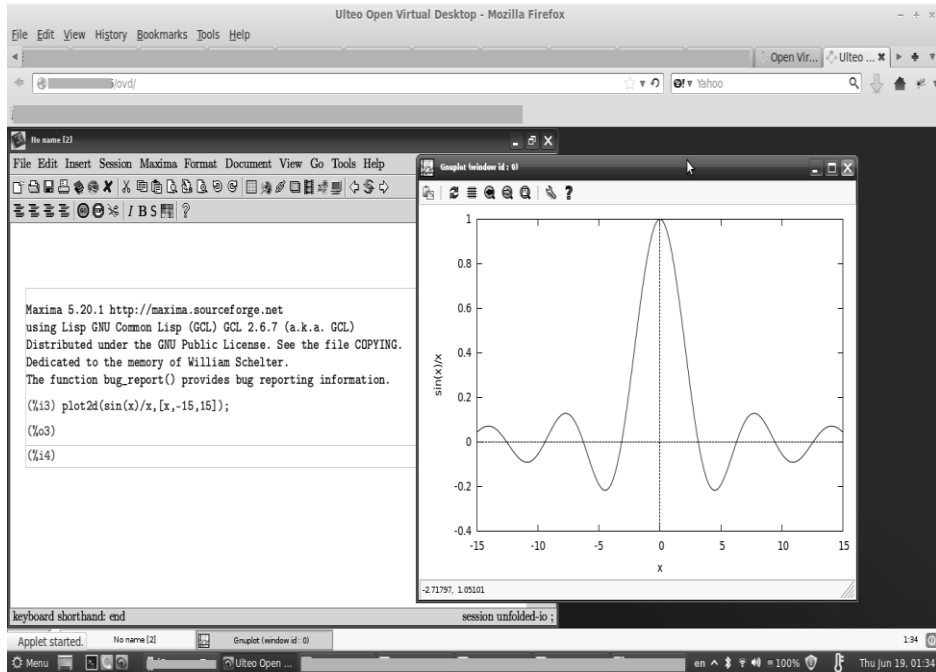 Ulteo Open Virtual Desktop - Mozilla Firefox
File Edit View History Bookmarks Tools Help
Open Vir... Ulteo ...
/ovd/ Yahoo
No name [2]
File Edit Insert Session Maxima Format Document View Go Tools Help
I B S ?
Maxima 5.20.1 http://maxima.sourceforge.net
using Lisp GNU Common Lisp (GCL) GCL 2.6.7 (a.k.a. GCL)
Distributed under the GNU Public License. See the file COPYING.
Dedicated to the memory of William Schelter.
The function bug_report() provides bug reporting information.
(%i3) plot2d(sin(x)/x,[x,-15,15]);
(%o3)
(%i4)
keyboard shorthand: end session unfolded-io ;
Gnuplot (window id : 0)
?
1
0.8
0.6
0.4
0.2
0
-0.2
-0.4
sin(x)/x
-15 -10 -5 0 5 10 15
x
-2.71797, 1.05101
Applet started. No name [2] Gnuplot (window id : 0) 1:34
Menu Ulteo Open ... en 100% Thu Jun 19, 01:34